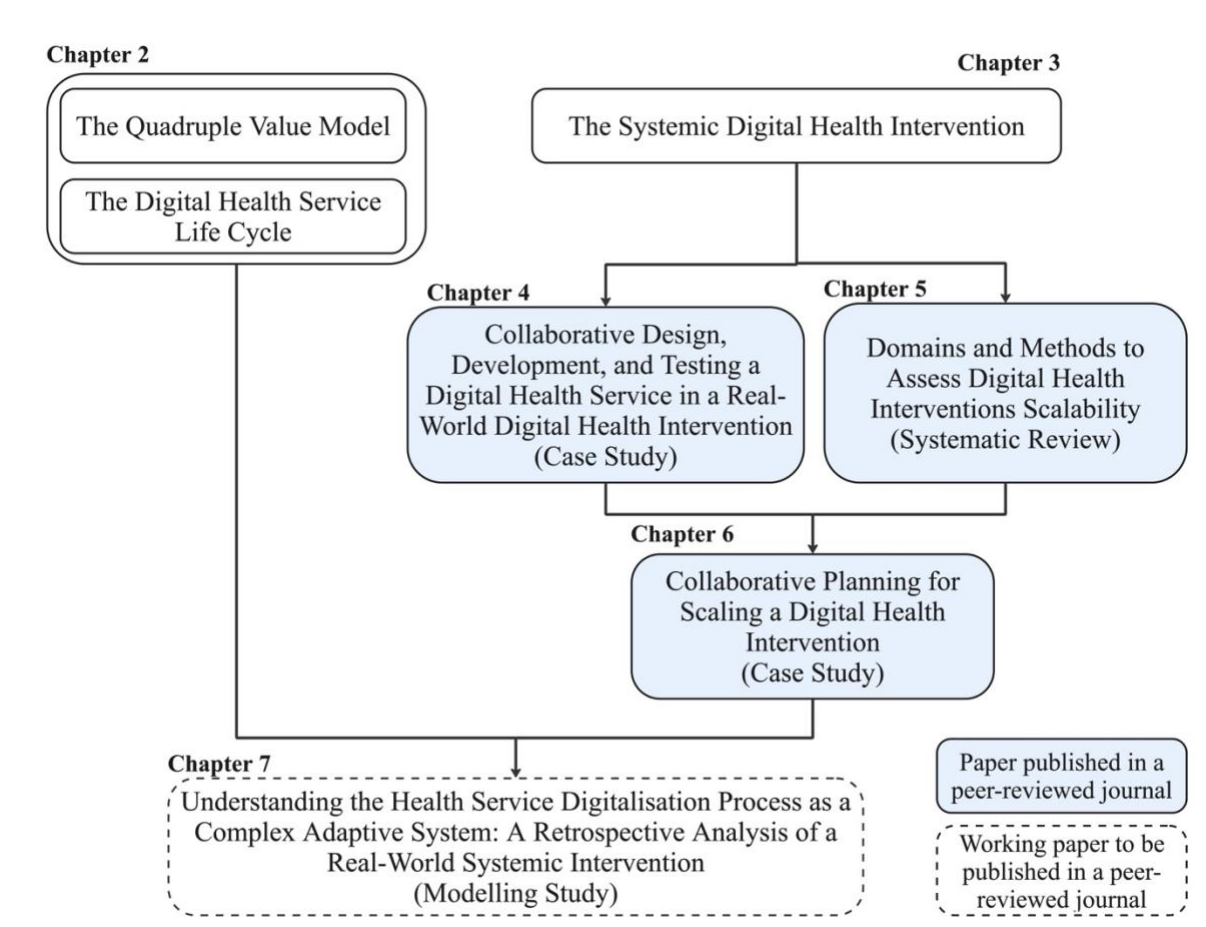 Chapter 2
The Quadruple Value Model
The Digital Health Service
Life Cycle
Chapter 3
The Systemic Digital Health Intervention
Chapter 4
Collaborative Design,
Development, and Testing a
Digital Health Service in a Real-
World Digital Health Intervention
(Case Study)
Chapter 5
Domains and Methods to
Assess Digital Health
Interventions Scalability
(Systematic Review)
Chapter 6
Collaborative Planning for
Scaling a Digital Health
Intervention
(Case Study)
Chapter 7
Understanding the Health Service Digitalisation Process as a
Complex Adaptive System: A Retrospective Analysis of a
Real-World Systemic Intervention
(Modelling Study)
Paper published in a
peer-reviewed journal
Working paper to be
published in a peer-
reviewed journal